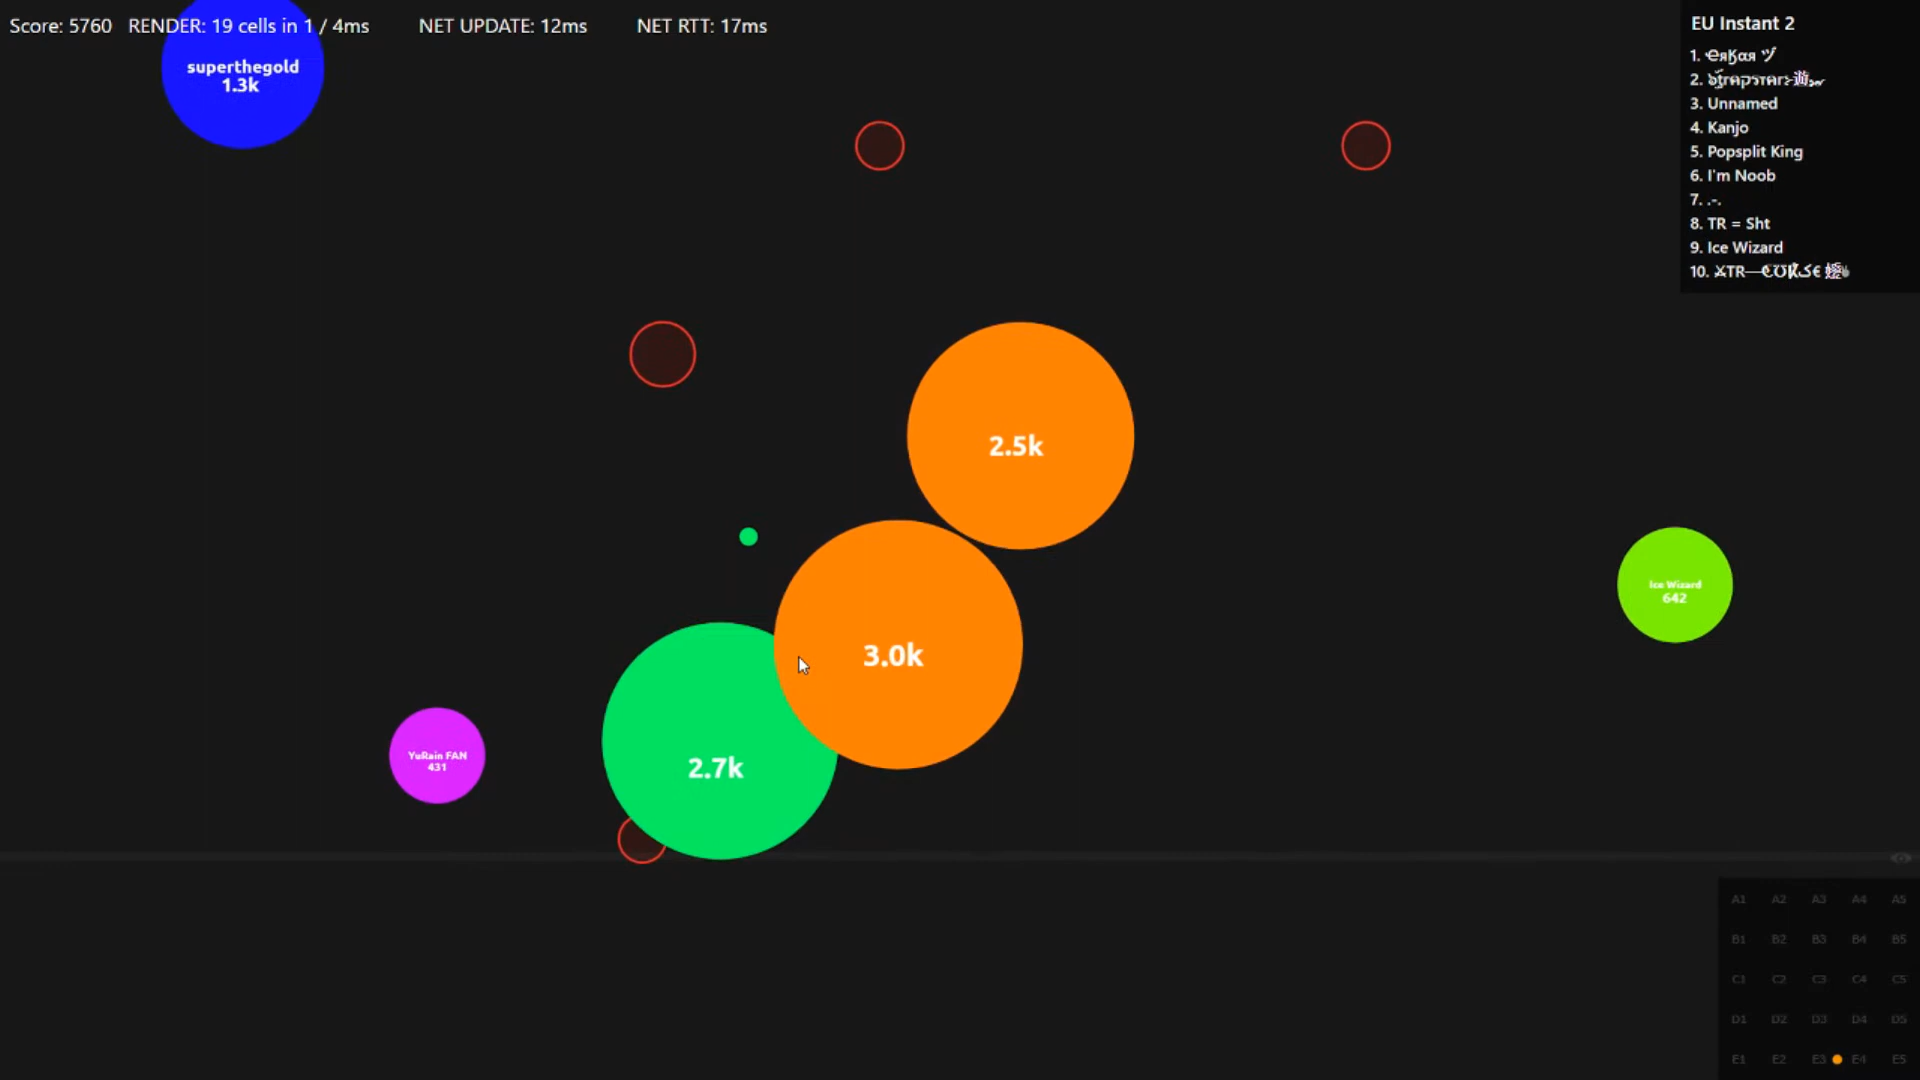 Score: 5760 RENDER: 19 cells in 1 / 4ms NET UPDATE: 12ms NET RTT: 17ms
superthegold
1.3k
EU Instant 2
1.
2.
3. Unnamed
4. Kanjo
5. Popsplit King
6. I'm Noob
7. .-.
8. TR = Sht
9. Ice Wizard
10.
2.5k
3.0k
Ice Wizard
642
YuRain FAN
431
2.7k
A1 A2 A3 A4 A5
B1 B2 B3 B4 B5
C1 C2 C3 C4 C5
D1 D2 D3 D4 D5
E1 E2 E3 E4 E5